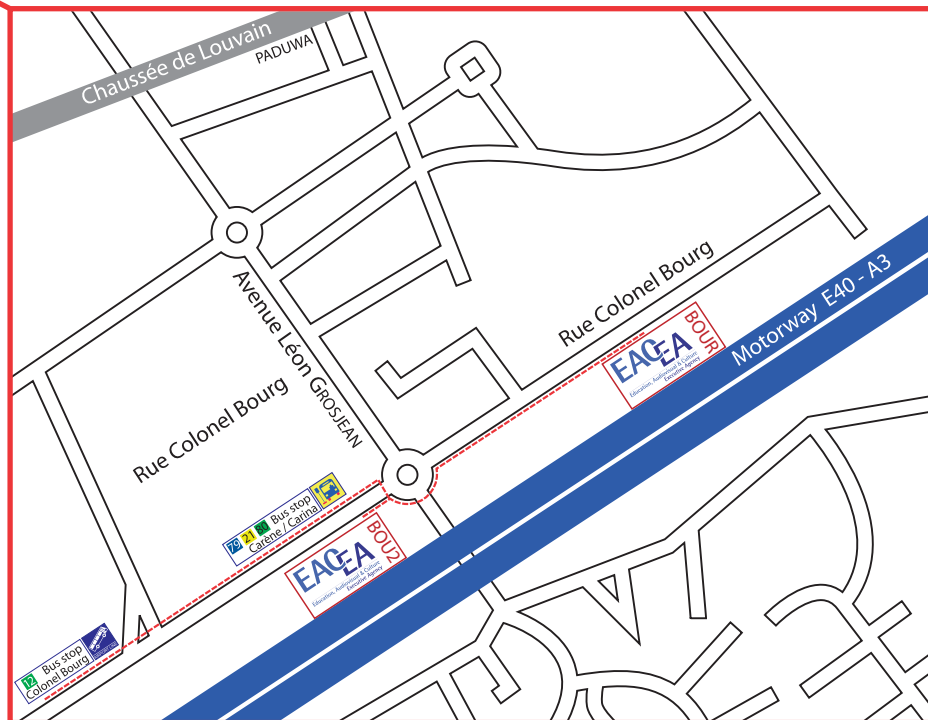 Chaussée de Louvain
PADUWA
Avenue Léon GROSJEAN
Rue Colonel Bourg
Rue Colonel Bourg
Motorway E40 - A3
EACEA
Education, Audiovisual & Culture
Executive Agency
BOUR
79 21 80 Bus stop
Carène / Carina
EACEA
Education, Audiovisual & Culture
Executive Agency
BOU2
12 Bus stop
Colonel Bourg